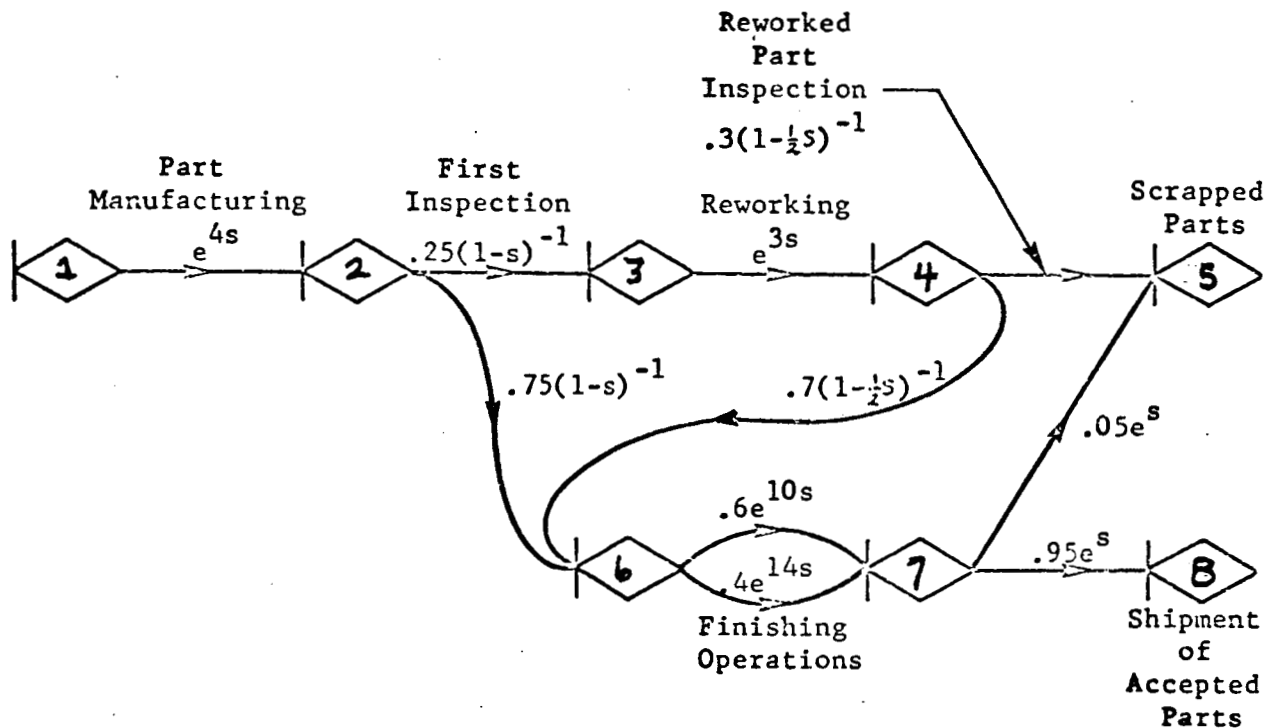 Reworked
Part
Inspection
.3(1-½s)^-1
Part
Manufacturing
e^4s
First
Inspection
.25(1-s)^-1
Reworking
e^3s
Scrapped
Parts
1
2
3
4
5
.75(1-s)^-1
.7(1-½s)^-1
.05e^s
.6e^10s
.4e^14s
.95e^s
6
7
8
Finishing
Operations
Shipment
of
Accepted
Parts